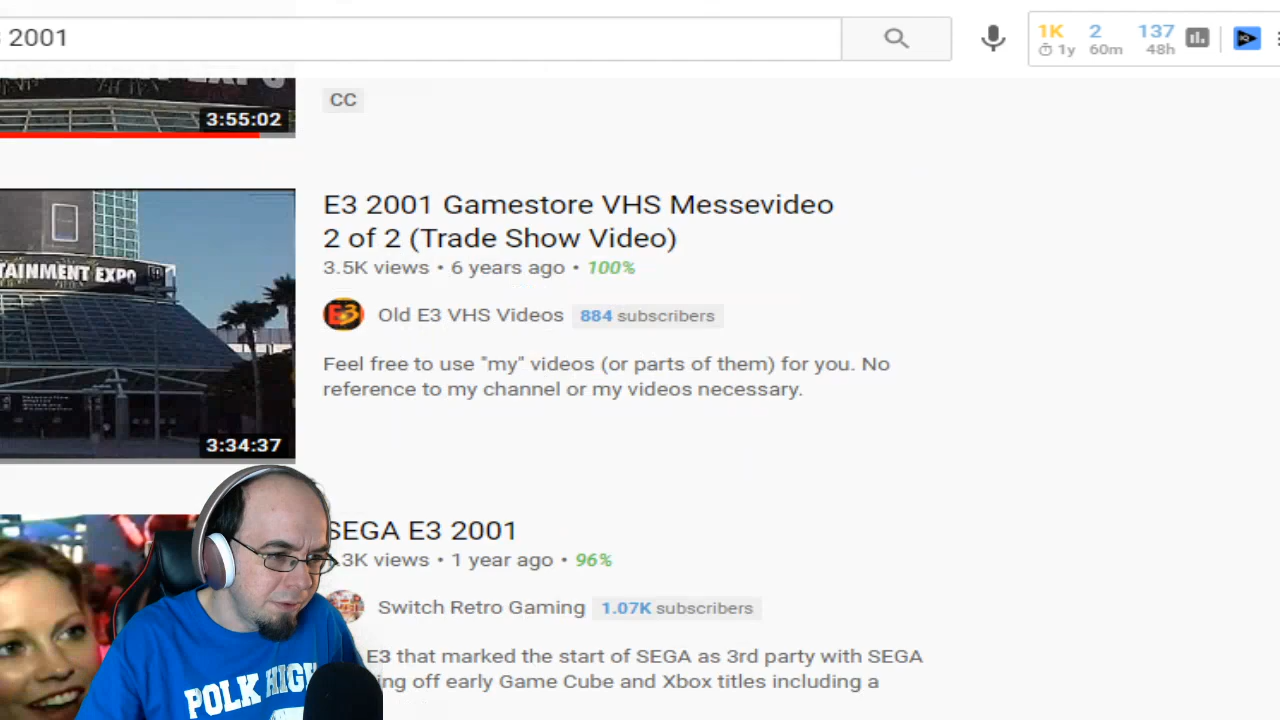 2001
1K 2 137
1y 60m 48h
3:55:02
CC
E3 2001 Gamestore VHS Messevideo
2 of 2 (Trade Show Video)
3.5K views • 6 years ago • 100%
TAINMENT EXPO
E3 Old E3 VHS Videos 884 subscribers
Feel free to use "my" videos (or parts of them) for you. No
reference to my channel or my videos necessary.
3:34:37
SEGA E3 2001
.3K views • 1 year ago • 96%
Switch Retro Gaming 1.07K subscribers
E3 that marked the start of SEGA as 3rd party with SEGA
ing off early Game Cube and Xbox titles including a
POLK HIGH